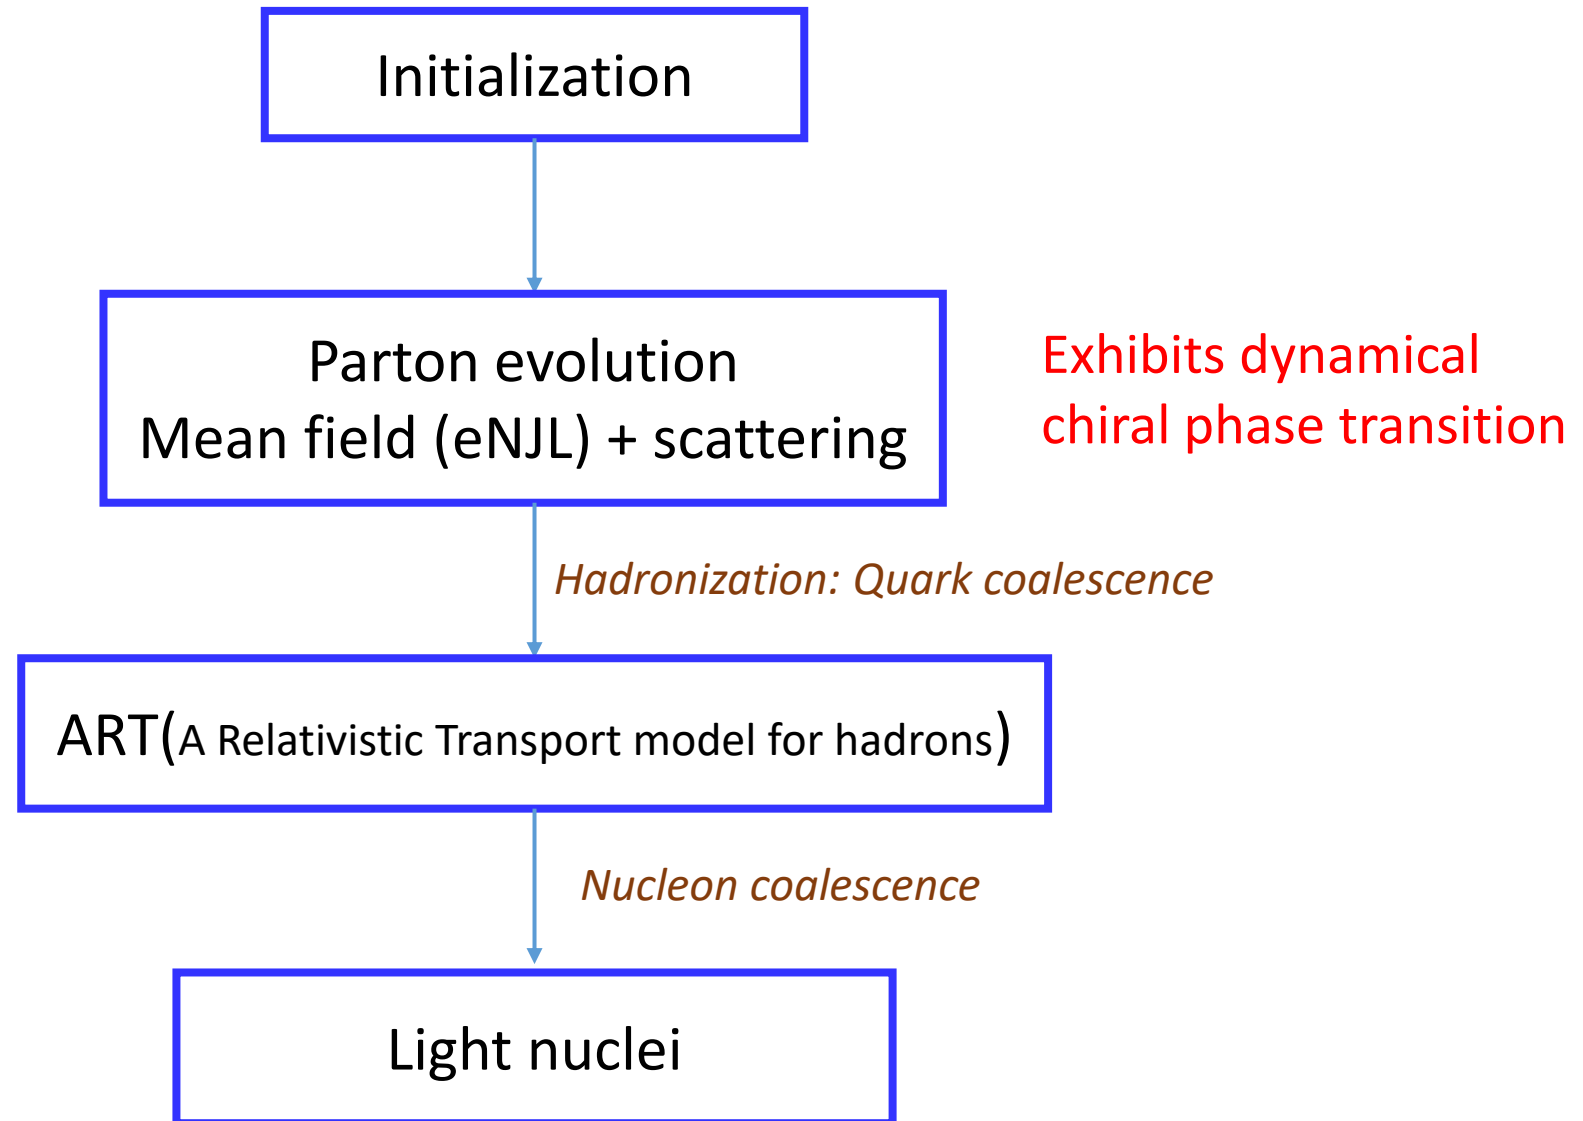 Initialization
Parton evolution
Mean field (eNJL) + scattering
Exhibits dynamical
chiral phase transition
Hadronization: Quark coalescence
ART(A Relativistic Transport model for hadrons)
Nucleon coalescence
Light nuclei